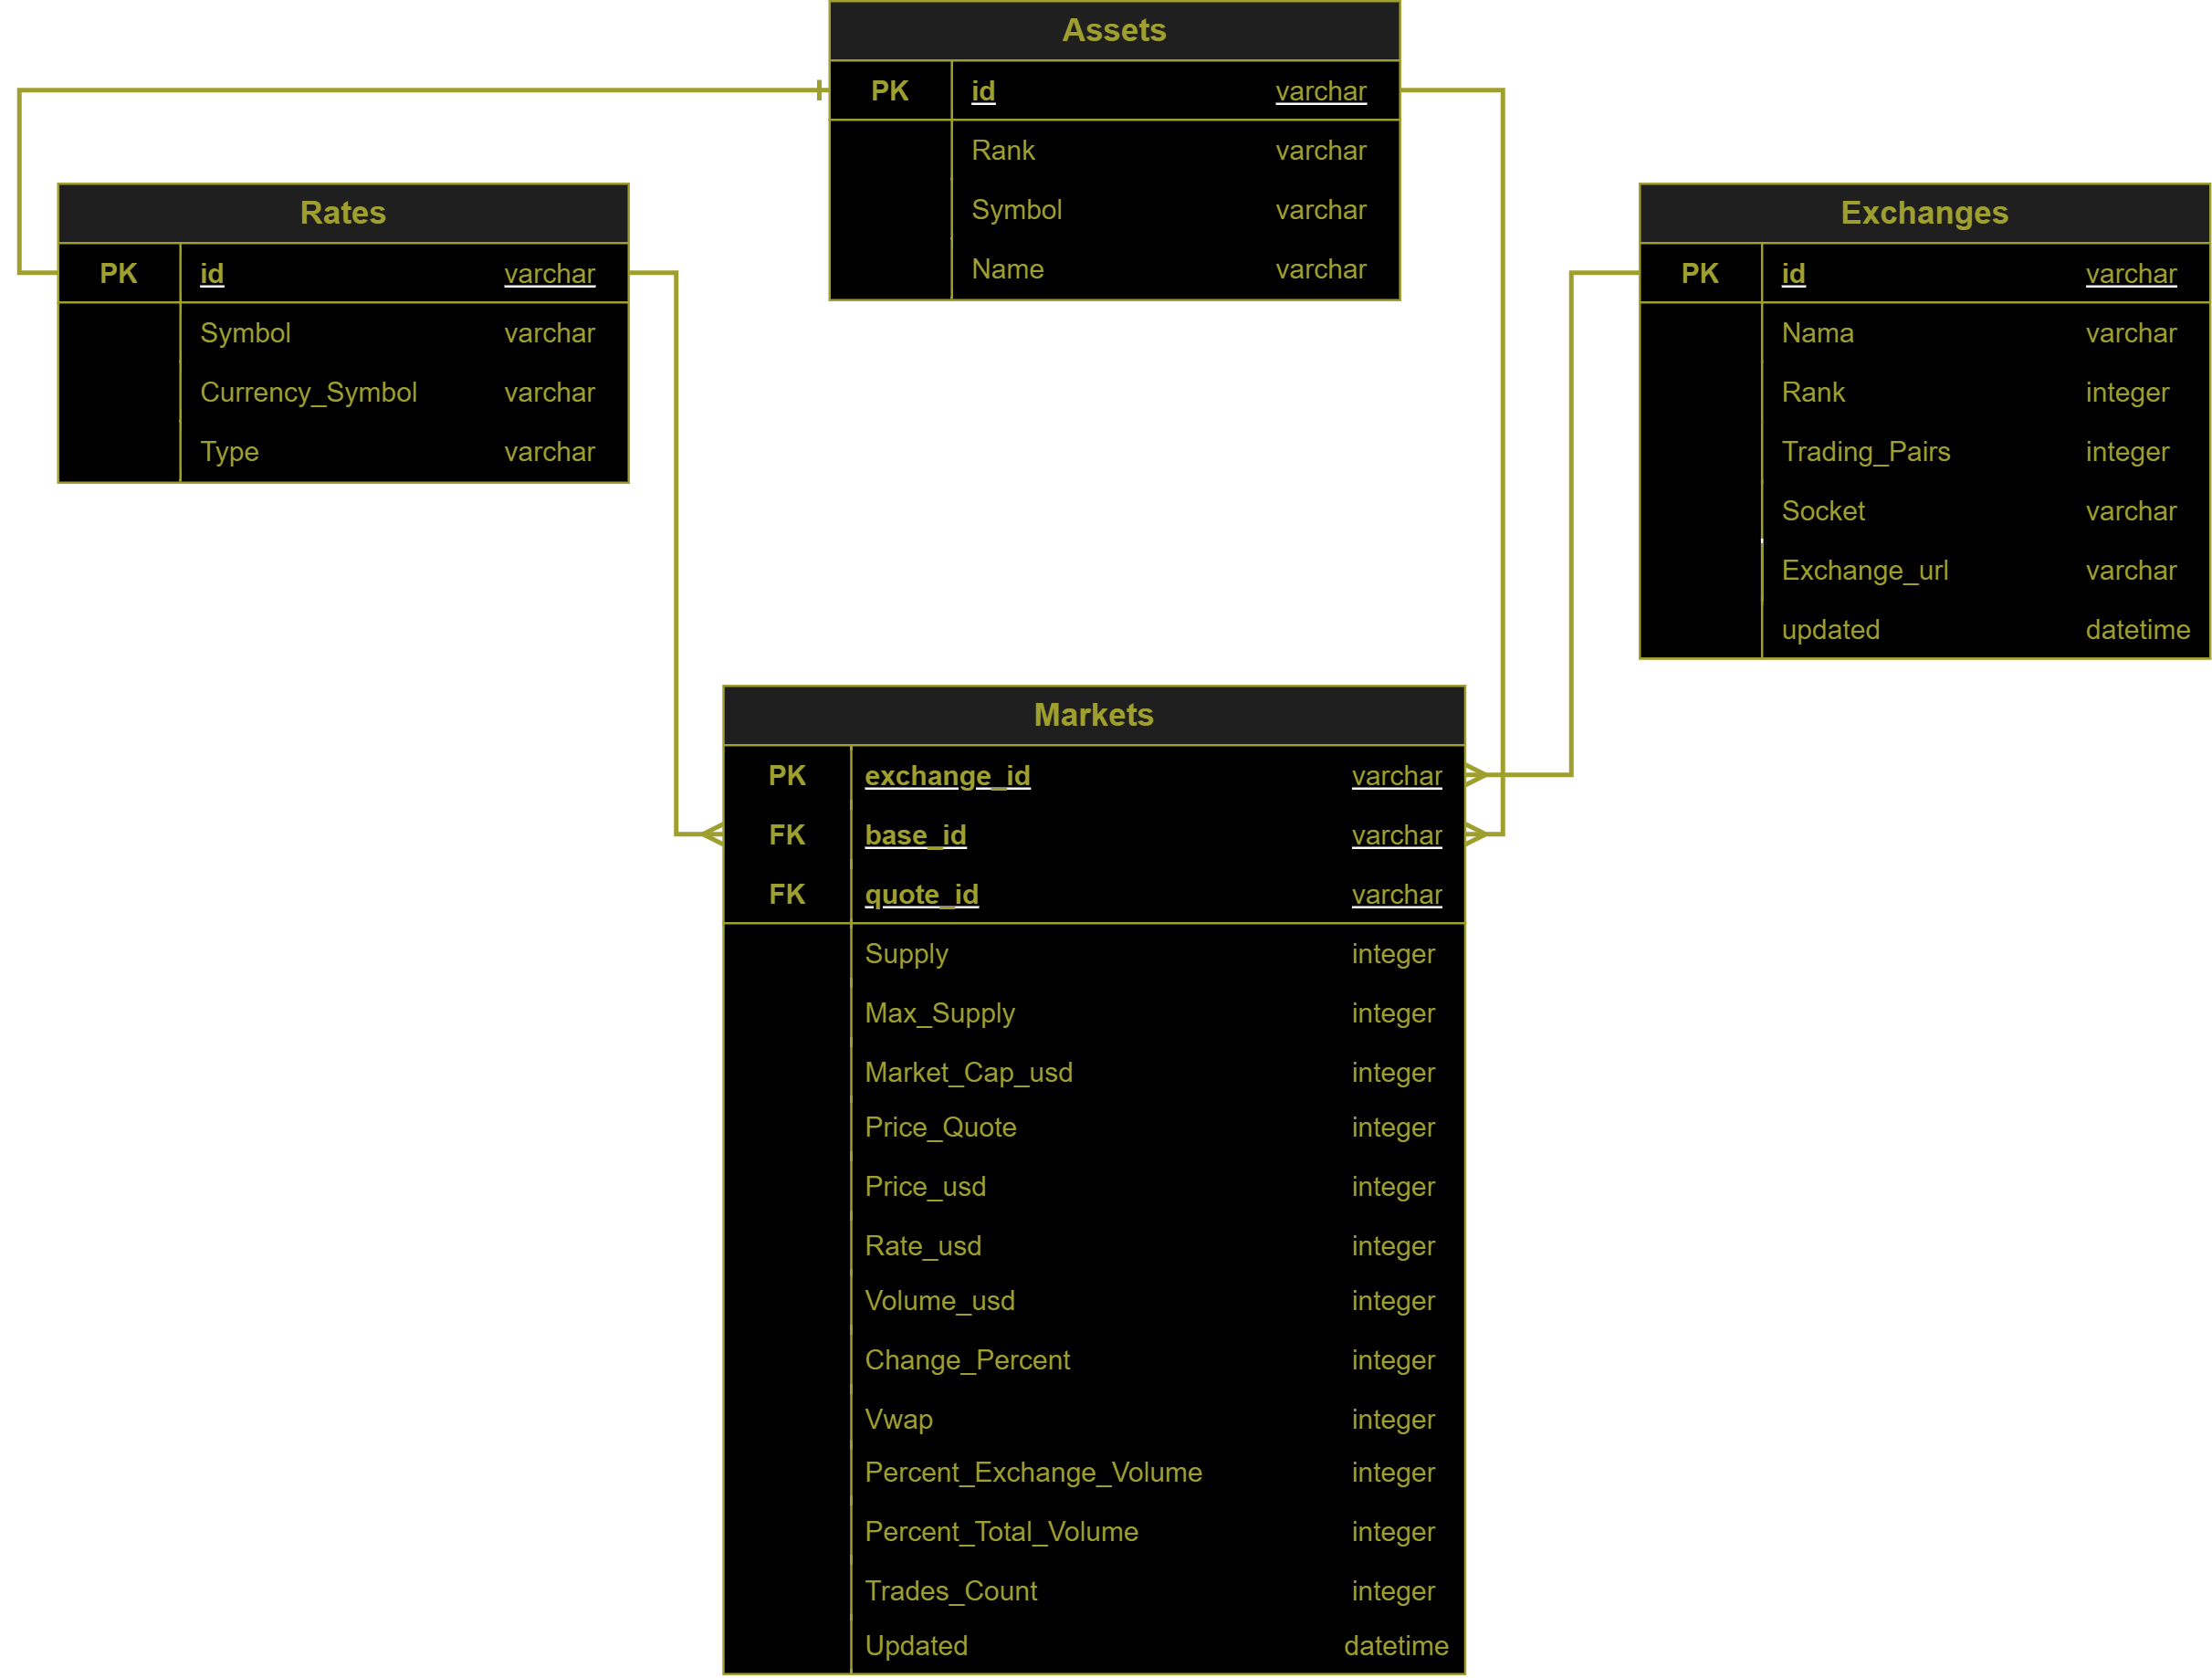 Assets
PK id varchar
Rank varchar
Symbol varchar
Name varchar
Rates
PK id varchar
Symbol varchar
Currency_Symbol varchar
Type varchar
Exchanges
PK id varchar
Nama varchar
Rank integer
Trading_Pairs integer
Socket varchar
Exchange_url varchar
updated datetime
Markets
PK exchange_id varchar
FK base_id varchar
FK quote_id varchar
Supply integer
Max_Supply integer
Market_Cap_usd integer
Price_Quote integer
Price_usd integer
Rate_usd integer
Volume_usd integer
Change_Percent integer
Vwap integer
Percent_Exchange_Volume integer
Percent_Total_Volume integer
Trades_Count integer
Updated datetime